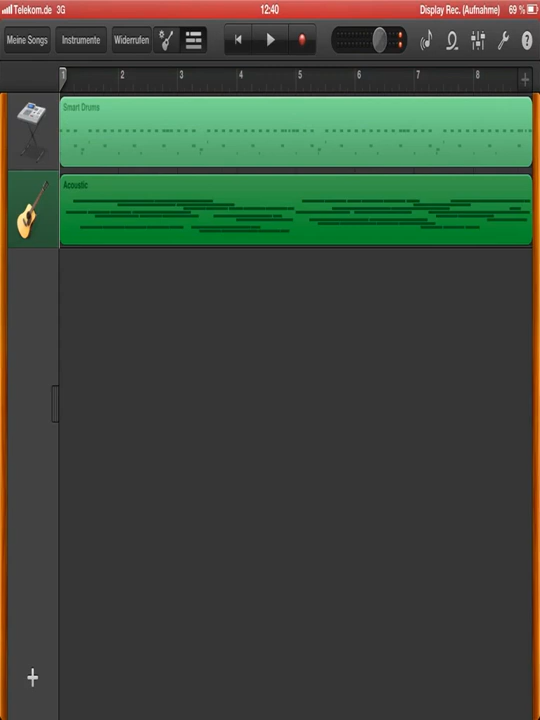 Telekom.de 3G 12:40 Display Rec. (Aufnahme) 69 %
Meine Songs Instrumente Widerrufen ?
1 2 3 4 5 6 7 8 +
Smart Drums
Acoustic
+